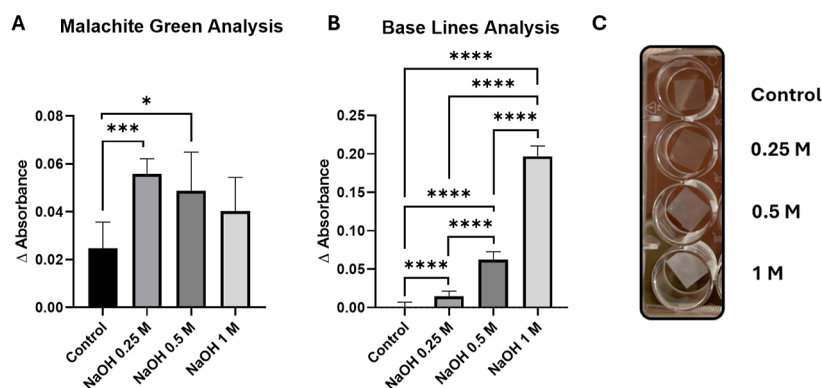 A
Malachite Green Analysis
Δ Absorbance
0.08
0.06
0.04
0.02
0.00
*
***
Control
NaOH 0.25 M
NaOH 0.5 M
NaOH 1 M
B
Base Lines Analysis
Δ Absorbance
0.25
0.20
0.15
0.10
0.05
0.00
****
****
****
****
****
****
Control
NaOH 0.25 M
NaOH 0.5 M
NaOH 1 M
C
Control
0.25 M
0.5 M
1 M